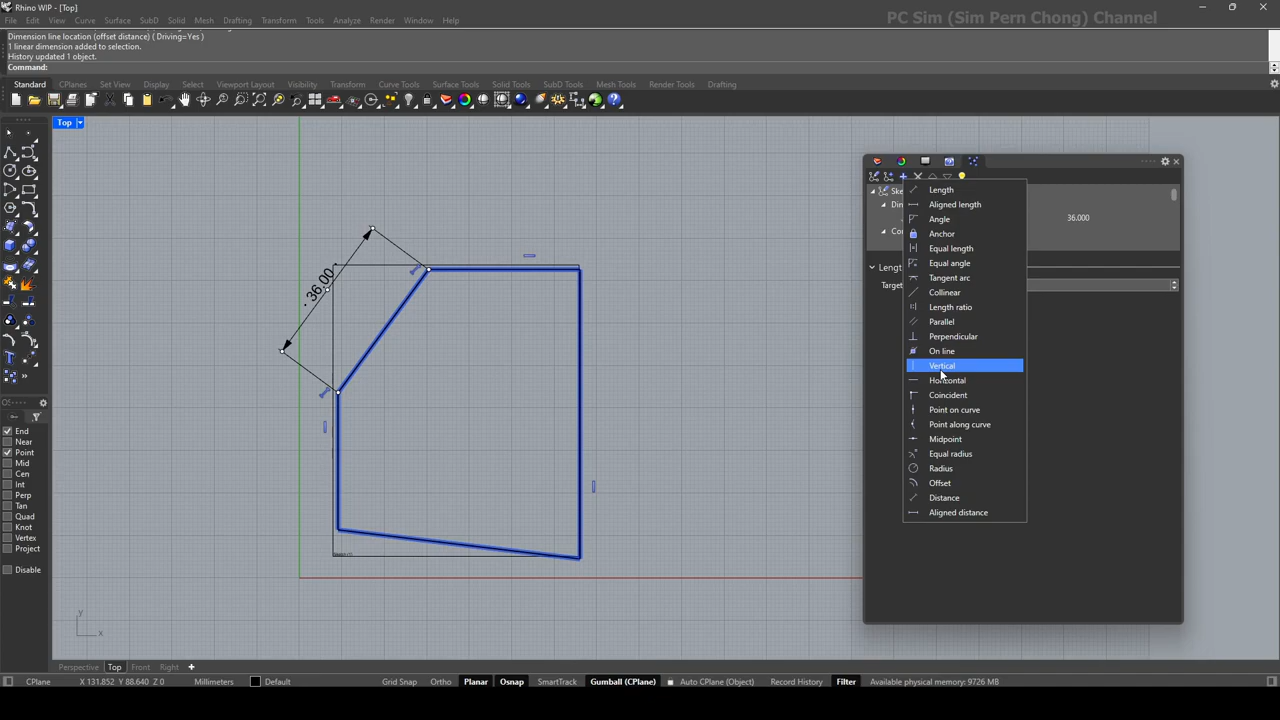 Rhino WIP - [Top]
PC Sim (Sim Pern Chong) Channel
File Edit View Curve Surface SubD Solid Mesh Drafting Transform Tools Analyze Render Window Help
Dimension line location (offset distance) ( Driving=Yes )
1 linear dimension added to selection.
History updated 1 object.
Command:
Standard CPlanes Set View Display Select Viewport Layout Visibility Transform Curve Tools Surface Tools Solid Tools SubD Tools Mesh Tools Render Tools Drafting
Top
36.00
Length
Aligned length
Angle
Anchor
Equal length
Equal angle
Tangent arc
Collinear
Length ratio
Parallel
Perpendicular
On line
Vertical
Horizontal
Coincident
Point on curve
Point along curve
Midpoint
Equal radius
Radius
Offset
Distance
Aligned distance
36.000
Length
Target
End
Near
Point
Mid
Cen
Int
Perp
Tan
Quad
Knot
Vertex
Project
Disable
y
x
Perspective Top Front Right
CPlane X 131.852 Y 88.640 Z 0 Millimeters Default Grid Snap Ortho Planar Osnap SmartTrack Gumball (CPlane) Auto CPlane (Object) Record History Filter Available physical memory: 9726 MB